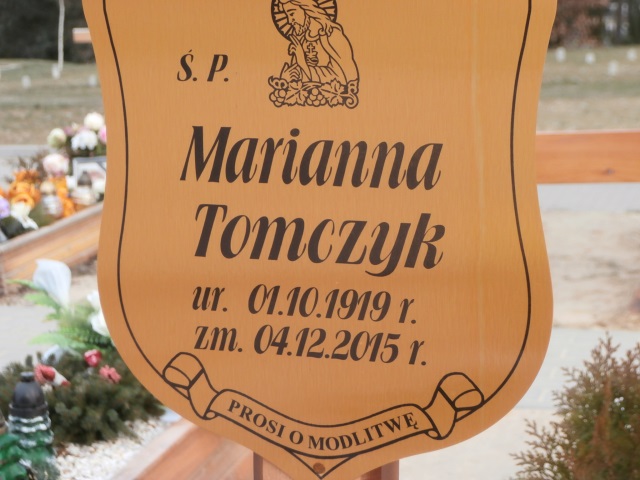 Ś. P.
Marianna
Tomczyk
ur. 01.10.1919 r.
zm. 04.12.2015 r.
PROSI O MODLITWĘ